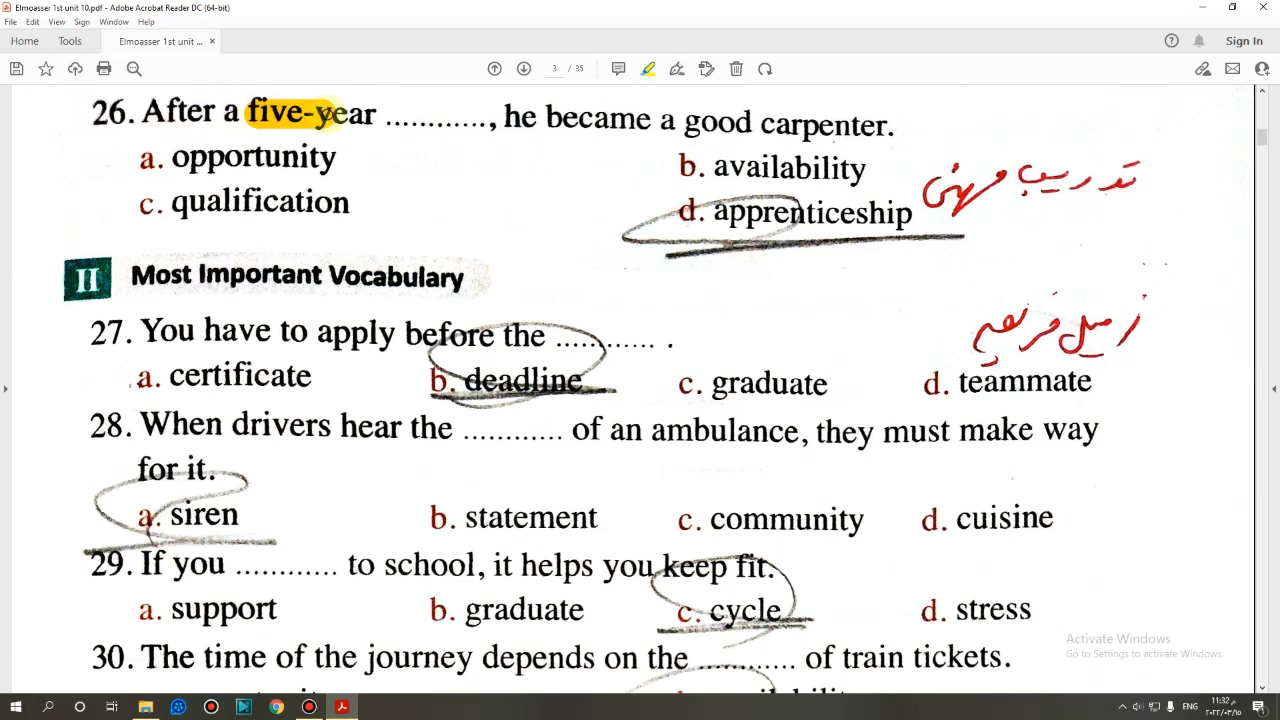 Elmoasser 1st unit 10.pdf - Adobe Acrobat Reader DC (64-bit)
File Edit View Sign Window Help
Home Tools Elmoasser 1st unit ... × Sign In
3 / 35
26. After a five-year ............, he became a good carpenter.
a. opportunity b. availability
c. qualification d. apprenticeship
تدريب مهني
II Most Important Vocabulary
27. You have to apply before the ............ .
a. certificate b. deadline c. graduate d. teammate
28. When drivers hear the ............ of an ambulance, they must make way
for it.
a. siren b. statement c. community d. cuisine
29. If you ............ to school, it helps you keep fit.
a. support b. graduate c. cycle d. stress
30. The time of the journey depends on the ............ of train tickets.
Activate Windows
Go to Settings to activate Windows.
ENG
11:32 م